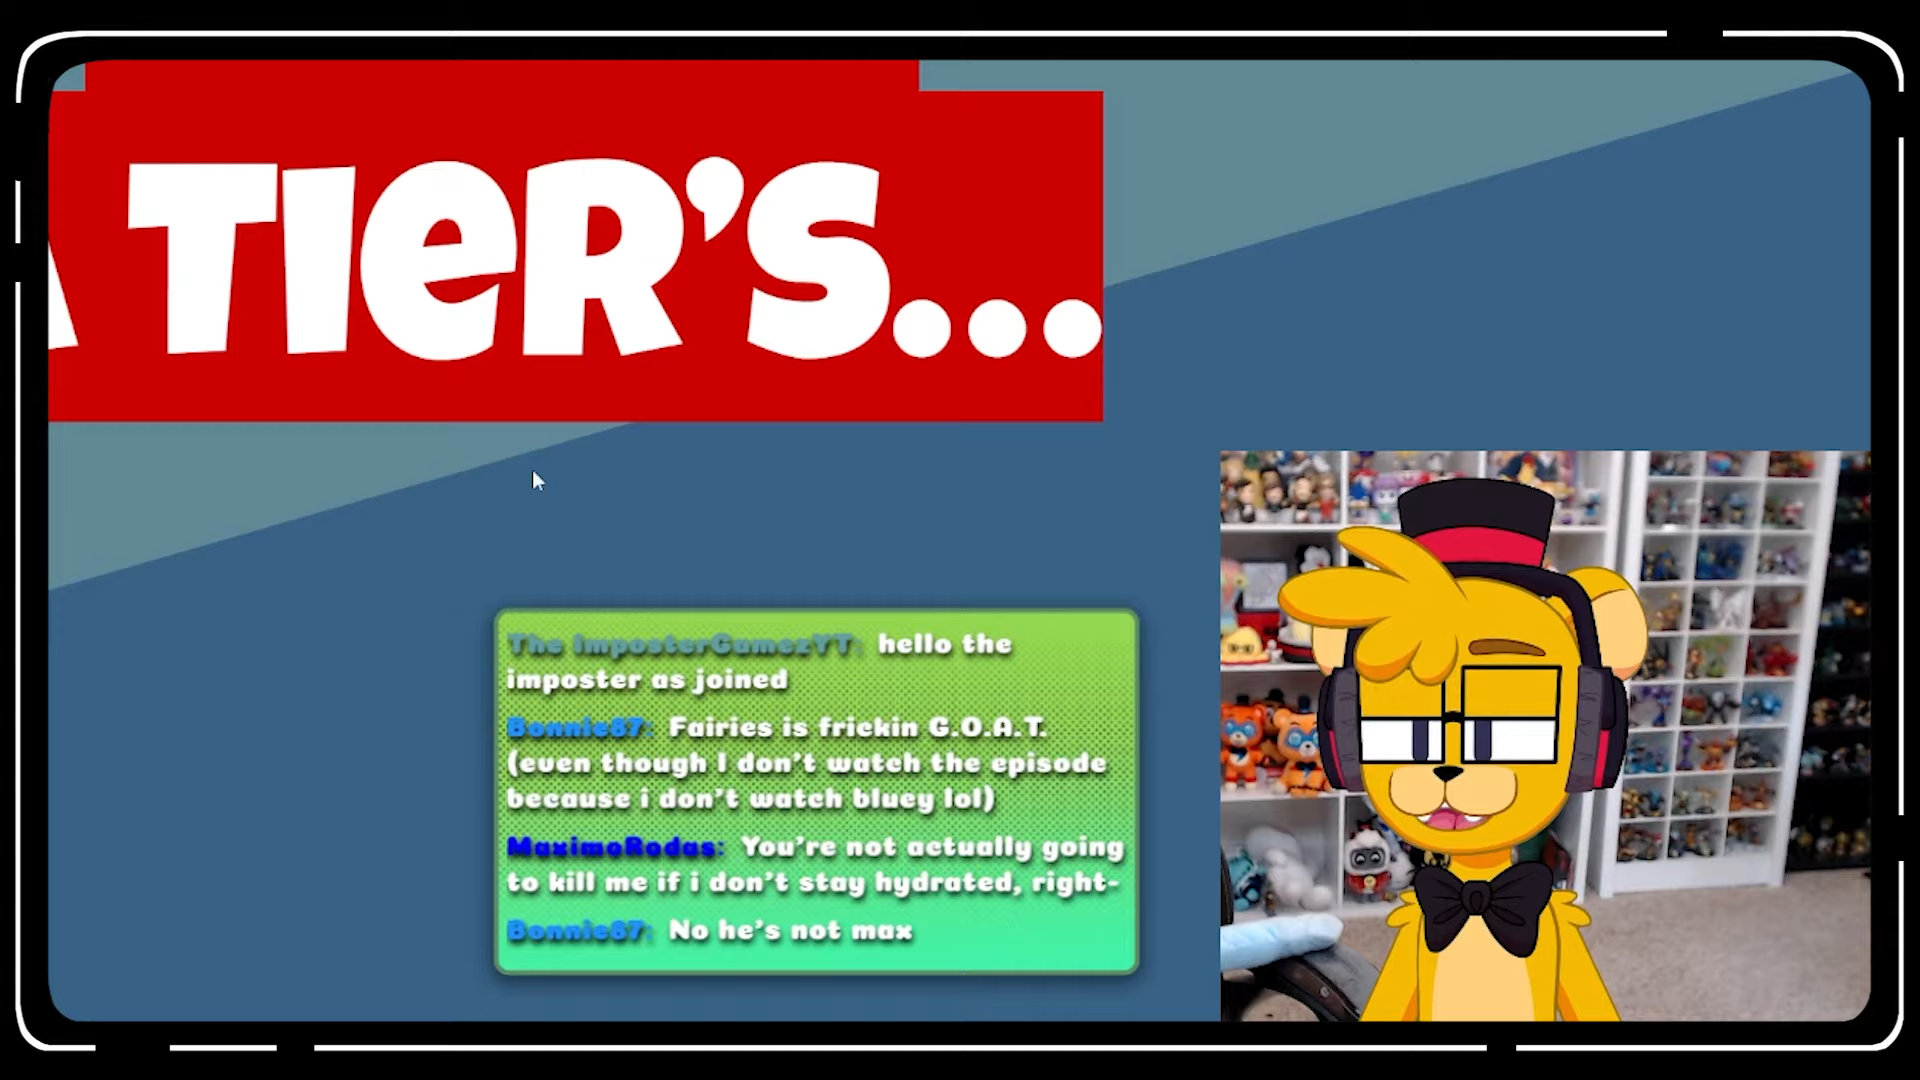 A Tier's...
The ImposterGamezYT: hello the
imposter as joined
Bonnie87: Fairies is frickin G.O.A.T.
(even though I don't watch the episode
because i don't watch bluey lol)
MaximoRodas: You're not actually going
to kill me if i don't stay hydrated, right-
Bonnie87: No he's not max